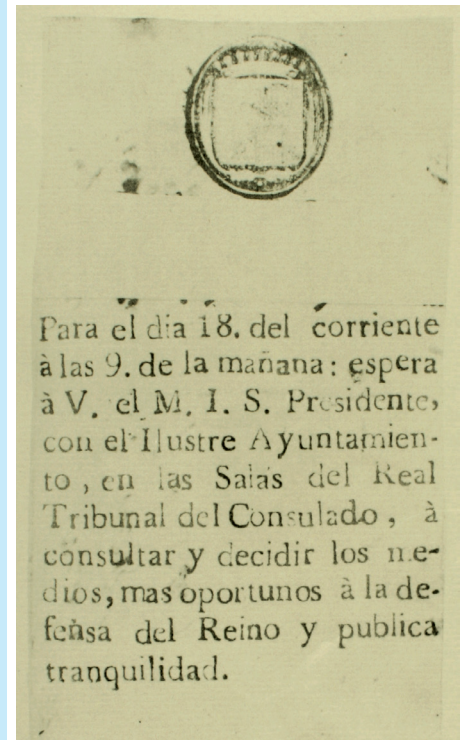 Para el dia 18. del corriente
à las 9. de la mañana: espera
à V. el M. I. S. Presidente,
con el Ilustre Ayuntamien-
to, en las Salas del Real
Tribunal del Consulado, à
consultar y decidir los me-
dios, mas oportunos à la de-
fensa del Reino y publica
tranquilidad.